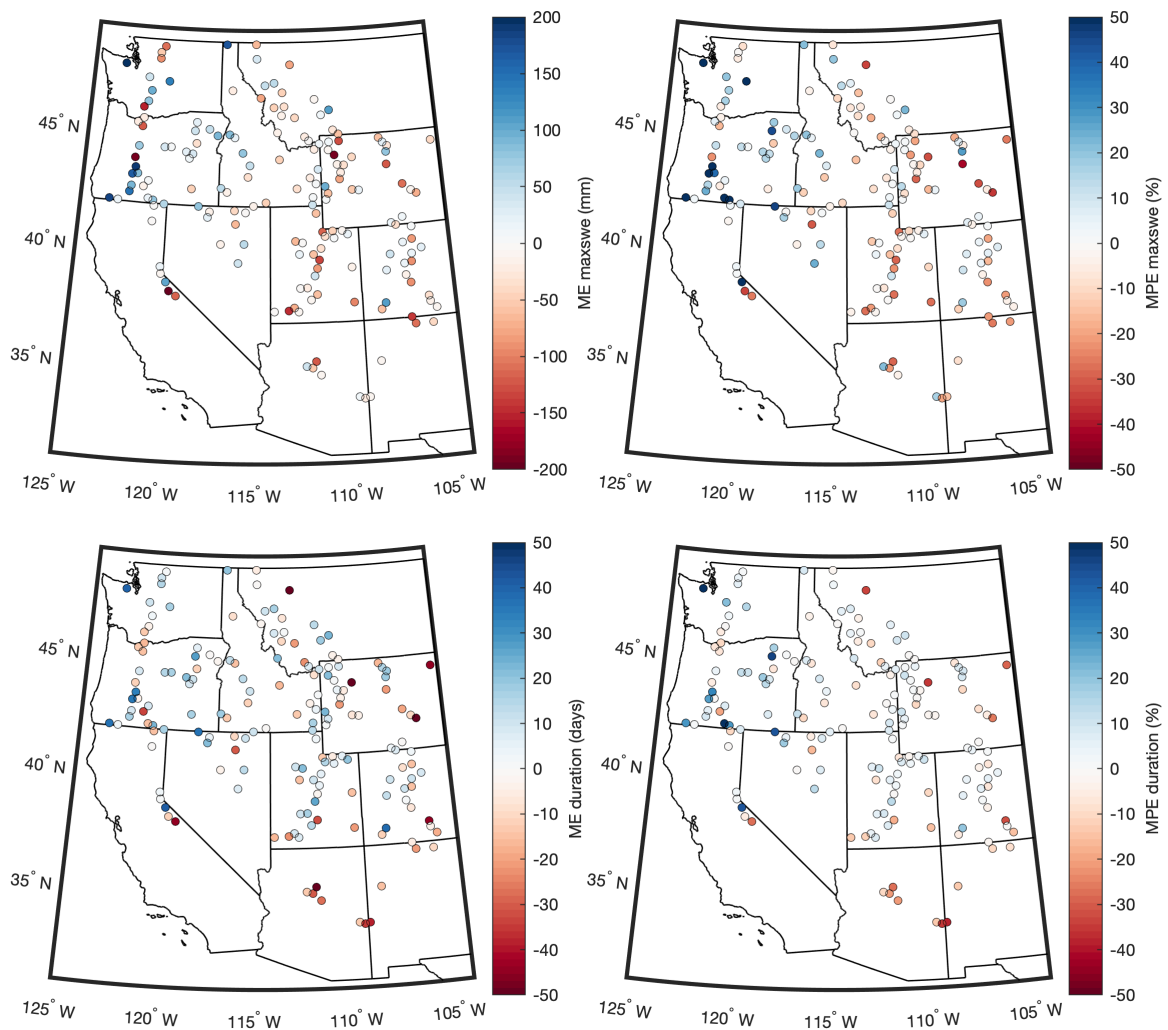 200
150
100
50
0
-50
-100
-150
-200
ME maxswe (mm)
45° N
40° N
35° N
125° W
120° W
115° W
110° W
105° W
50
40
30
20
10
0
-10
-20
-30
-40
-50
MPE maxswe (%)
45° N
40° N
35° N
125° W
120° W
115° W
110° W
105° W
50
40
30
20
10
0
-10
-20
-30
-40
-50
ME duration (days)
45° N
40° N
35° N
125° W
120° W
115° W
110° W
105° W
50
40
30
20
10
0
-10
-20
-30
-40
-50
MPE duration (%)
45° N
40° N
35° N
125° W
120° W
115° W
110° W
105° W